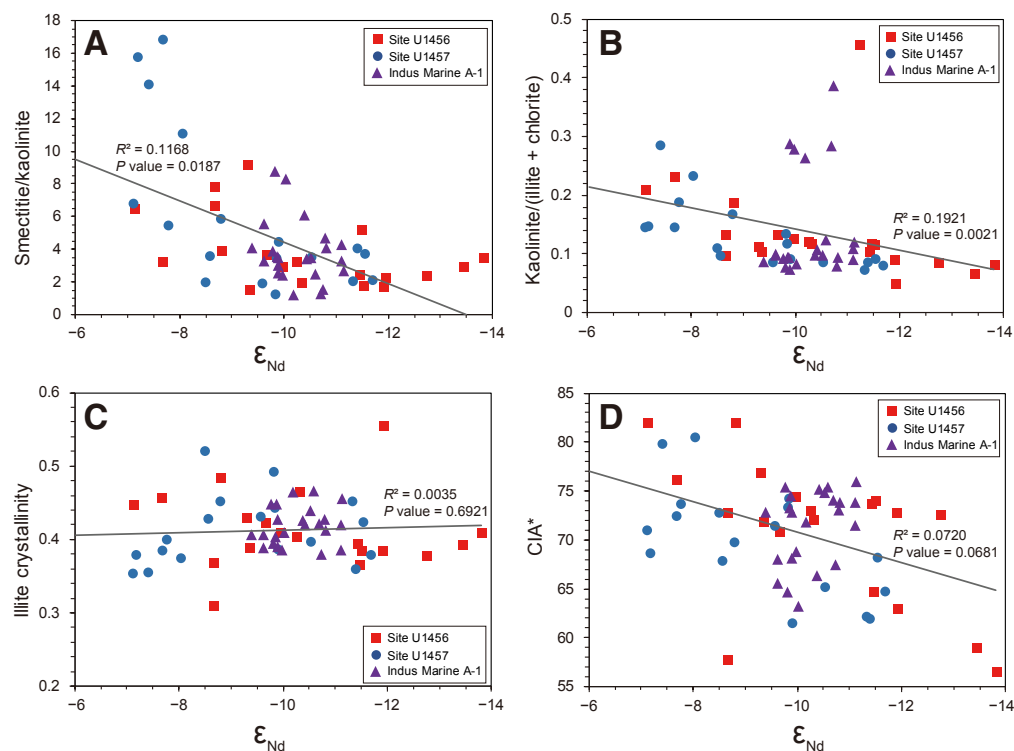 A
Site U1456
Site U1457
Indus Marine A-1
R² = 0.1168
P value = 0.0187
Smectitie/kaolinite
18
16
14
12
10
8
6
4
2
0
−6 −8 −10 −12 −14
εNd
B
Site U1456
Site U1457
Indus Marine A-1
R² = 0.1921
P value = 0.0021
Kaolinite/(illite + chlorite)
0.5
0.4
0.3
0.2
0.1
0
−6 −8 −10 −12 −14
εNd
C
R² = 0.0035
P value = 0.6921
Site U1456
Site U1457
Indus Marine A-1
Illite crystallinity
0.6
0.5
0.4
0.3
0.2
−6 −8 −10 −12 −14
εNd
D
Site U1456
Site U1457
Indus Marine A-1
R² = 0.0720
P value = 0.0681
CIA*
85
80
75
70
65
60
55
−6 −8 −10 −12 −14
εNd